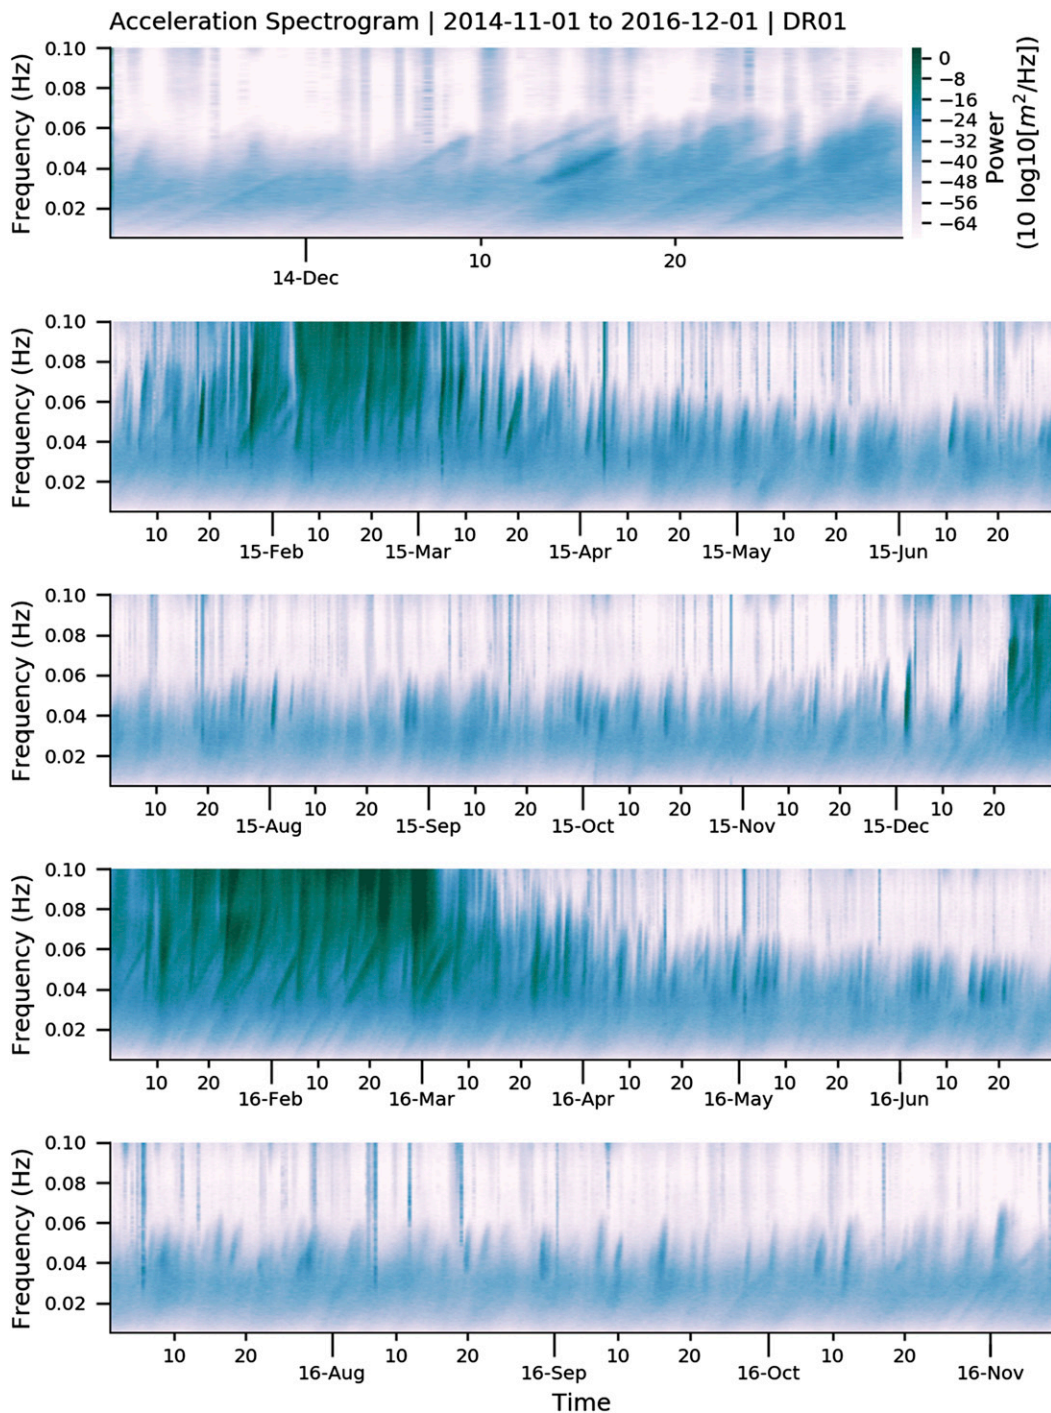 Acceleration Spectrogram | 2014-11-01 to 2016-12-01 | DR01
Frequency (Hz)
0.10
0.08
0.06
0.04
0.02
10 20
14-Dec
0
−8
−16
−24
−32
−40
−48
−56
−64
Power
(10 log10[m²/Hz])
Frequency (Hz)
0.10
0.08
0.06
0.04
0.02
10 20 10 20 10 20 10 20 10 20 10 20
15-Feb 15-Mar 15-Apr 15-May 15-Jun
Frequency (Hz)
0.10
0.08
0.06
0.04
0.02
10 20 10 20 10 20 10 20 10 20 10 20
15-Aug 15-Sep 15-Oct 15-Nov 15-Dec
Frequency (Hz)
0.10
0.08
0.06
0.04
0.02
10 20 10 20 10 20 10 20 10 20 10 20
16-Feb 16-Mar 16-Apr 16-May 16-Jun
Frequency (Hz)
0.10
0.08
0.06
0.04
0.02
10 20 10 20 10 20 10 20
16-Aug 16-Sep 16-Oct 16-Nov
Time